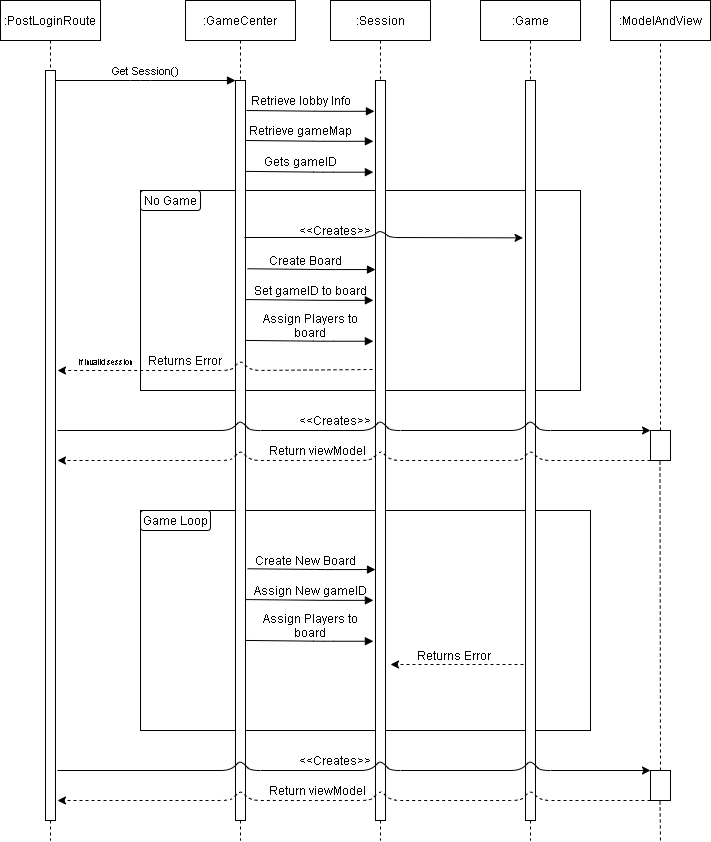 :PostLoginRoute
:GameCenter
:Session
:Game
:ModelAndView
Get Session()
Retrieve lobby Info
Retrieve gameMap
Gets gameID
No Game
<<Creates>>
Create Board
Set gameID to board
Assign Players to
board
If invalid session
Returns Error
<<Creates>>
Return viewModel
Game Loop
Create New Board
Assign New gameID
Assign Players to
board
Returns Error
<<Creates>>
Return viewModel